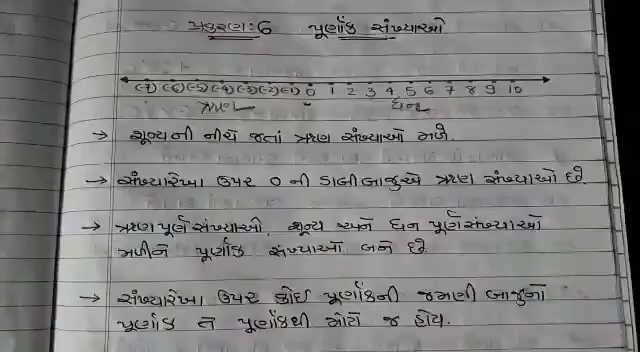 પ્રકરણ:6 પૂર્ણાંક સંખ્યાઓ
(-7) (-6) (-5) (-4) (-3) (-2) (-1) 0 1 2 3 4 5 6 7 8 9 10
ઋણ ધન
→ શૂન્યની નીચે જતાં ઋણ સંખ્યાઓ મળે.
→ સંખ્યારેખા ઉપર 0 ની ડાબીબાજુએ ઋણ સંખ્યાઓ છે.
→ ઋણપૂર્ણ સંખ્યાઓ, શૂન્ય અને ધન પૂર્ણસંખ્યાઓ
મળીને પૂર્ણાંક સંખ્યાઓ બને છે.
→ સંખ્યારેખા ઉપર કોઈ પૂર્ણાંકની જમણી બાજુનો
પૂર્ણાંક તે પૂર્ણાંકથી મોટો જ હોય.